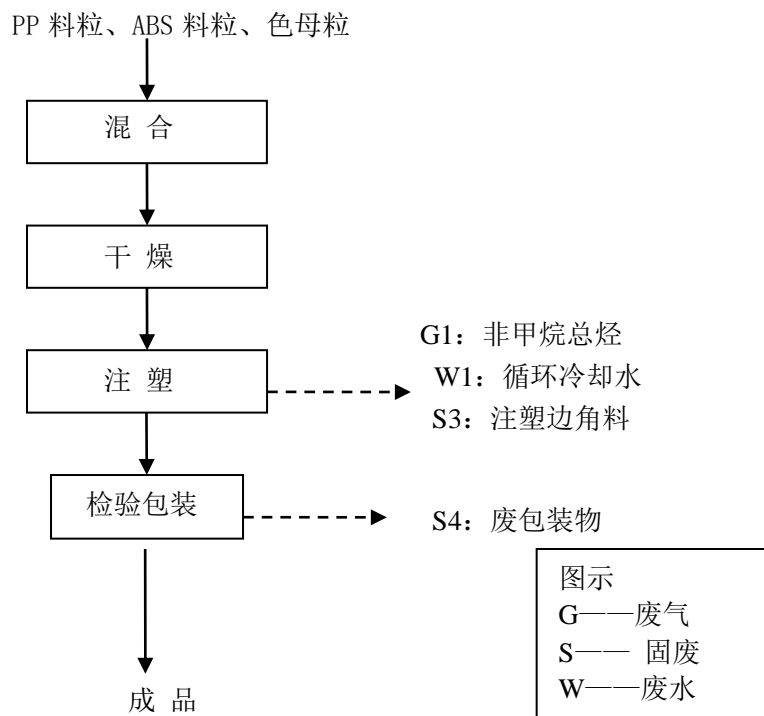 PP 料粒、ABS 料粒、色母粒
混 合
干 燥
注 塑
G1：非甲烷总烃
W1：循环冷却水
S3：注塑边角料
检验包装
S4：废包装物
图示
G——废气
S—— 固废
W——废水
成 品